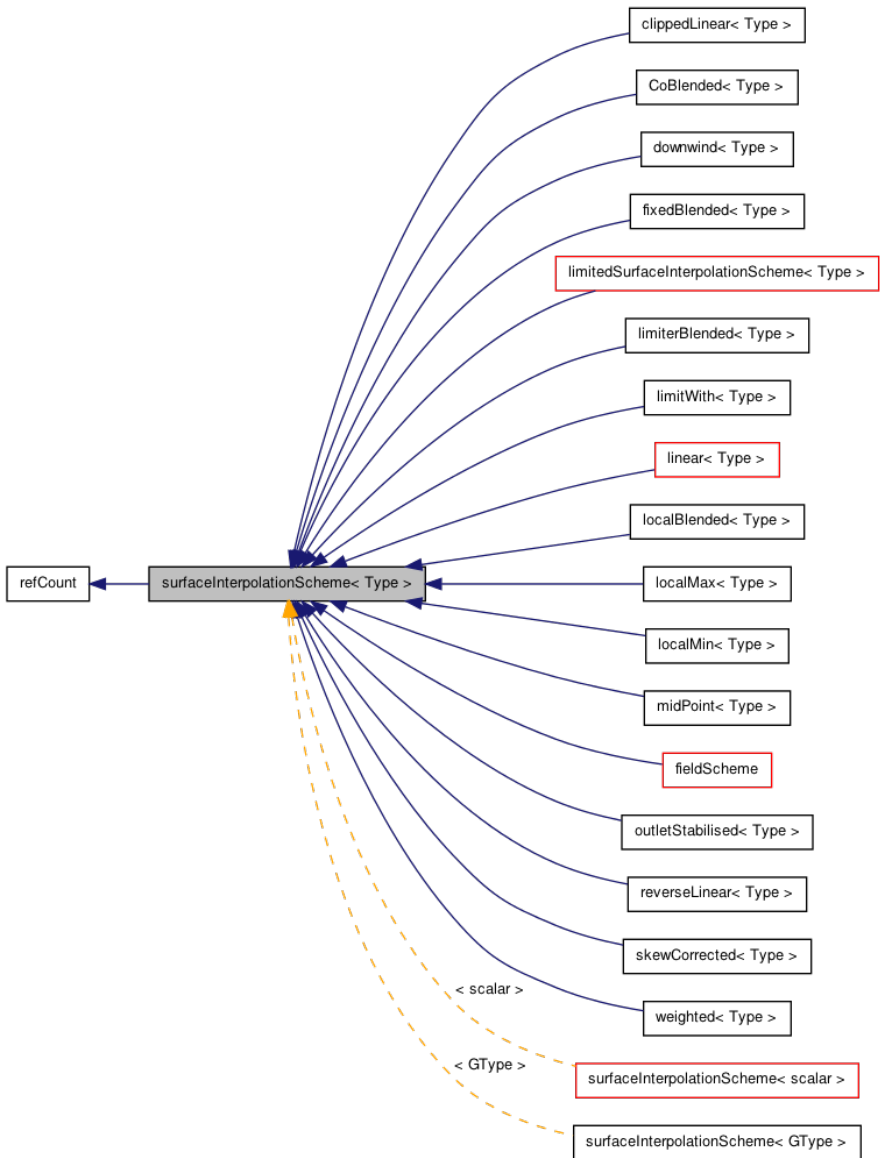 clippedLinear< Type >
CoBlended< Type >
downwind< Type >
fixedBlended< Type >
limitedSurfaceInterpolationScheme< Type >
limiterBlended< Type >
limitWith< Type >
linear< Type >
localBlended< Type >
refCount
surfaceInterpolationScheme< Type >
localMax< Type >
localMin< Type >
midPoint< Type >
fieldScheme
outletStabilised< Type >
reverseLinear< Type >
skewCorrected< Type >
< scalar >
weighted< Type >
< GType >
surfaceInterpolationScheme< scalar >
surfaceInterpolationScheme< GType >